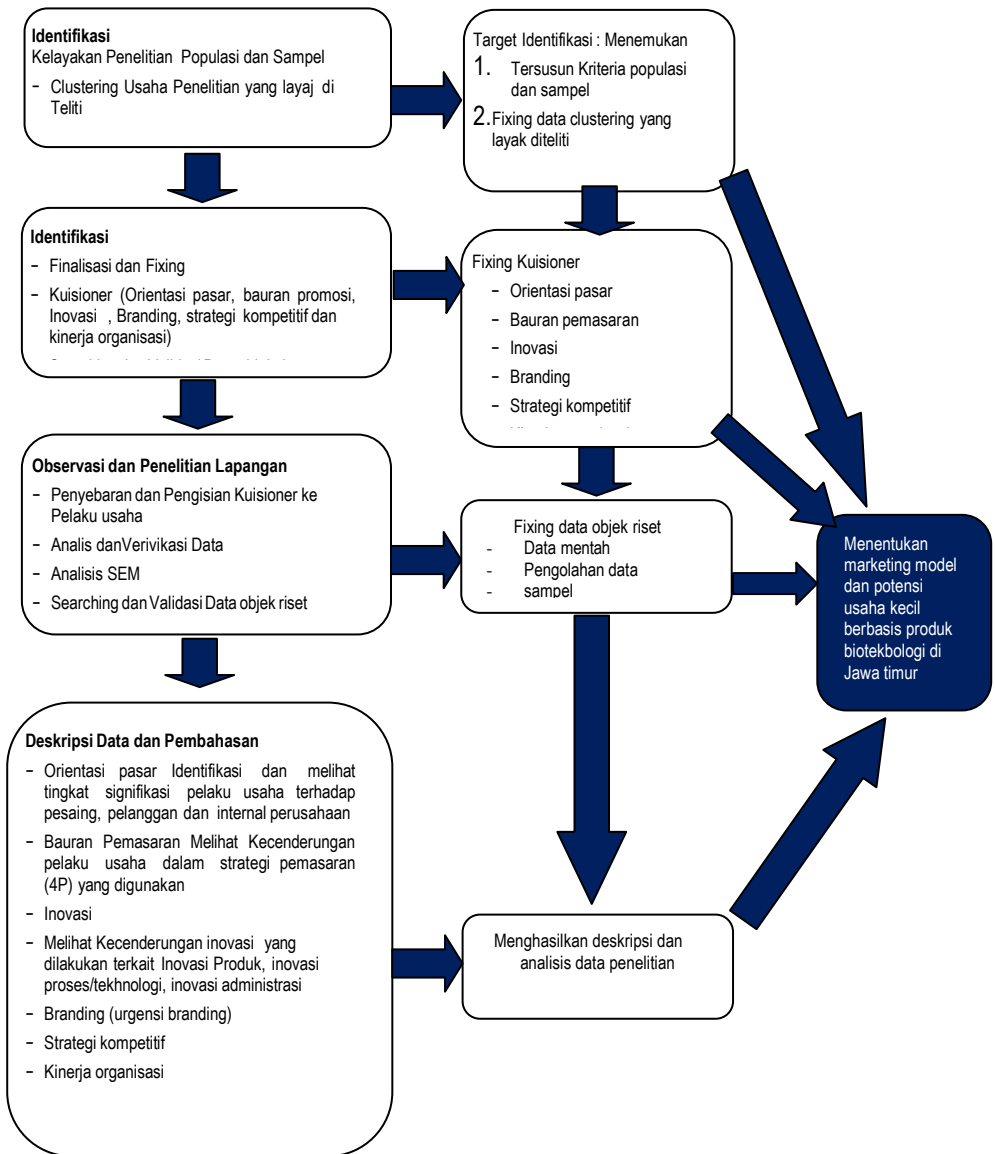 Identifikasi
Kelayakan Penelitian Populasi dan Sampel
- Clustering Usaha Penelitian yang layaj di
Teliti
Target Identifikasi : Menemukan
1. Tersusun Kriteria populasi
dan sampel
2. Fixing data clustering yang
layak diteliti
Identifikasi
- Finalisasi dan Fixing
- Kuisioner (Orientasi pasar, bauran promosi,
Inovasi , Branding, strategi kompetitif dan
kinerja organisasi)
Fixing Kuisioner
- Orientasi pasar
- Bauran pemasaran
- Inovasi
- Branding
- Strategi kompetitif
Observasi dan Penelitian Lapangan
- Penyebaran dan Pengisian Kuisioner ke
Pelaku usaha
- Analis danVerivikasi Data
- Analisis SEM
- Searching dan Validasi Data objek riset
Fixing data objek riset
- Data mentah
- Pengolahan data
- sampel
Menentukan
marketing model
dan potensi
usaha kecil
berbasis produk
biotekbologi di
Jawa timur
Deskripsi Data dan Pembahasan
- Orientasi pasar Identifikasi dan melihat
tingkat signifikasi pelaku usaha terhadap
pesaing, pelanggan dan internal perusahaan
- Bauran Pemasaran Melihat Kecenderungan
pelaku usaha dalam strategi pemasaran
(4P) yang digunakan
- Inovasi
- Melihat Kecenderungan inovasi yang
dilakukan terkait Inovasi Produk, inovasi
proses/tekhnologi, inovasi administrasi
- Branding (urgensi branding)
- Strategi kompetitif
- Kinerja organisasi
Menghasilkan deskripsi dan
analisis data penelitian